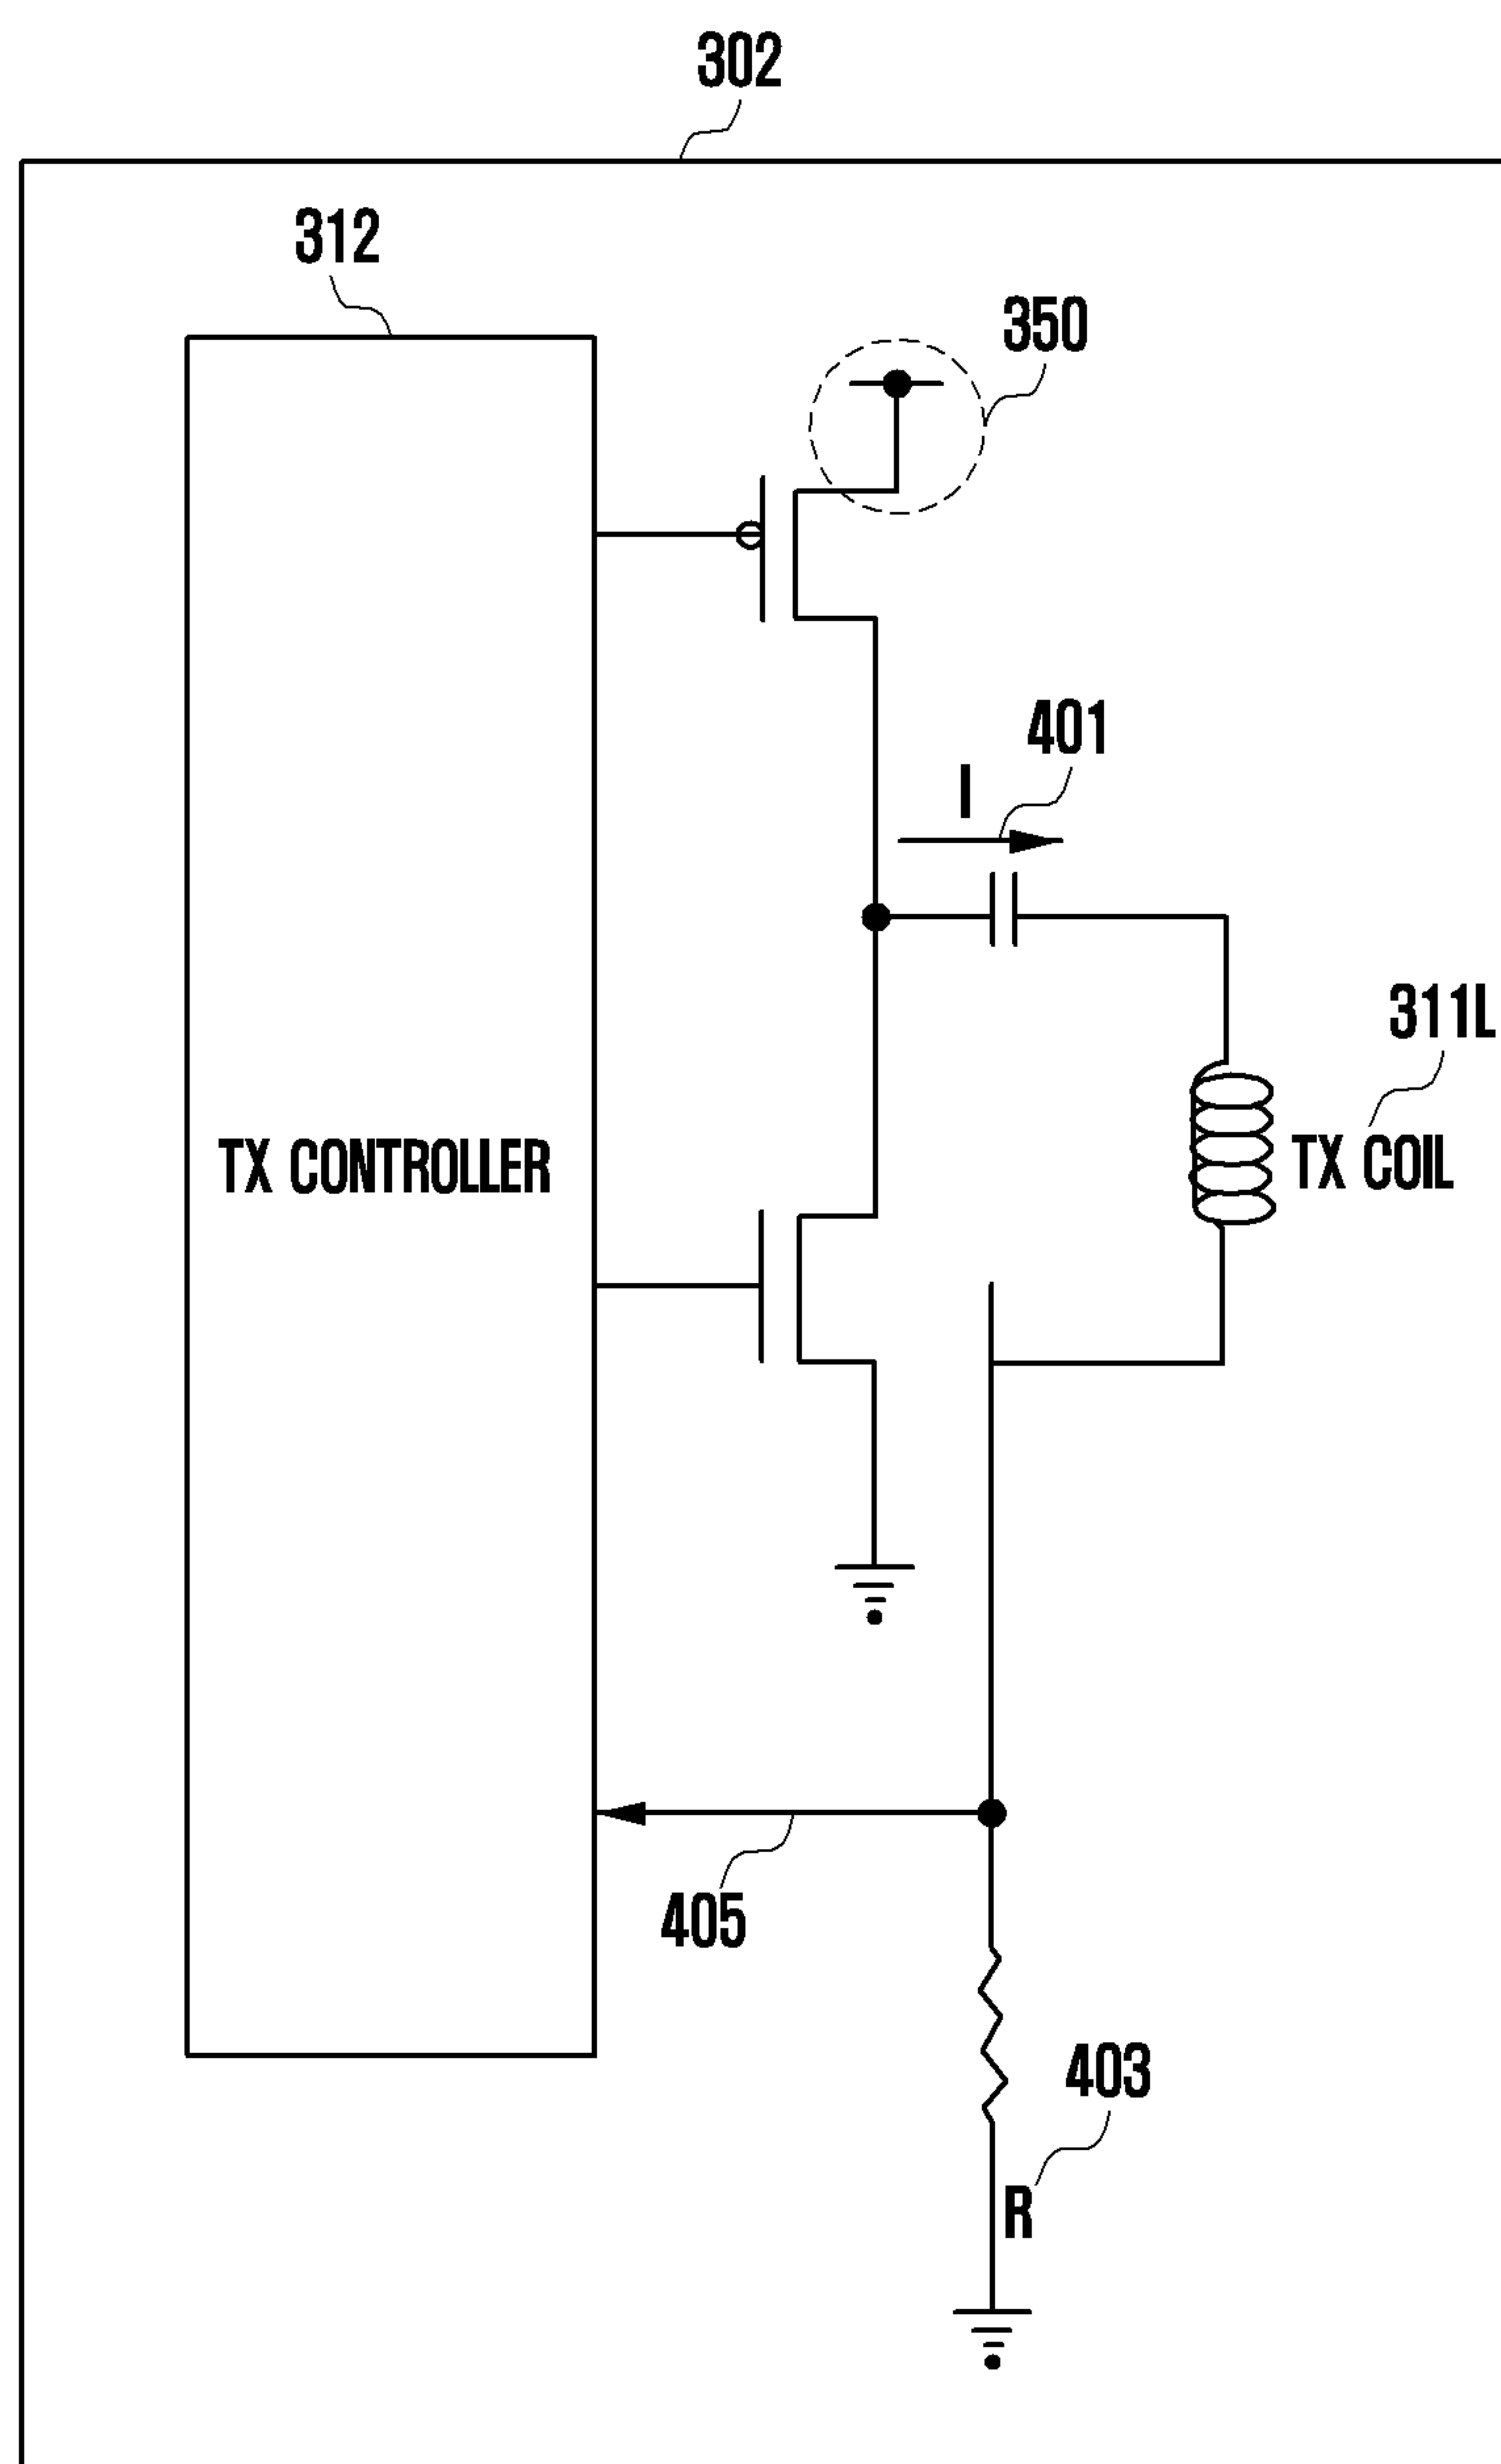 302
312
350
401
I
311L
TX CONTROLLER
TX COIL
405
403
R